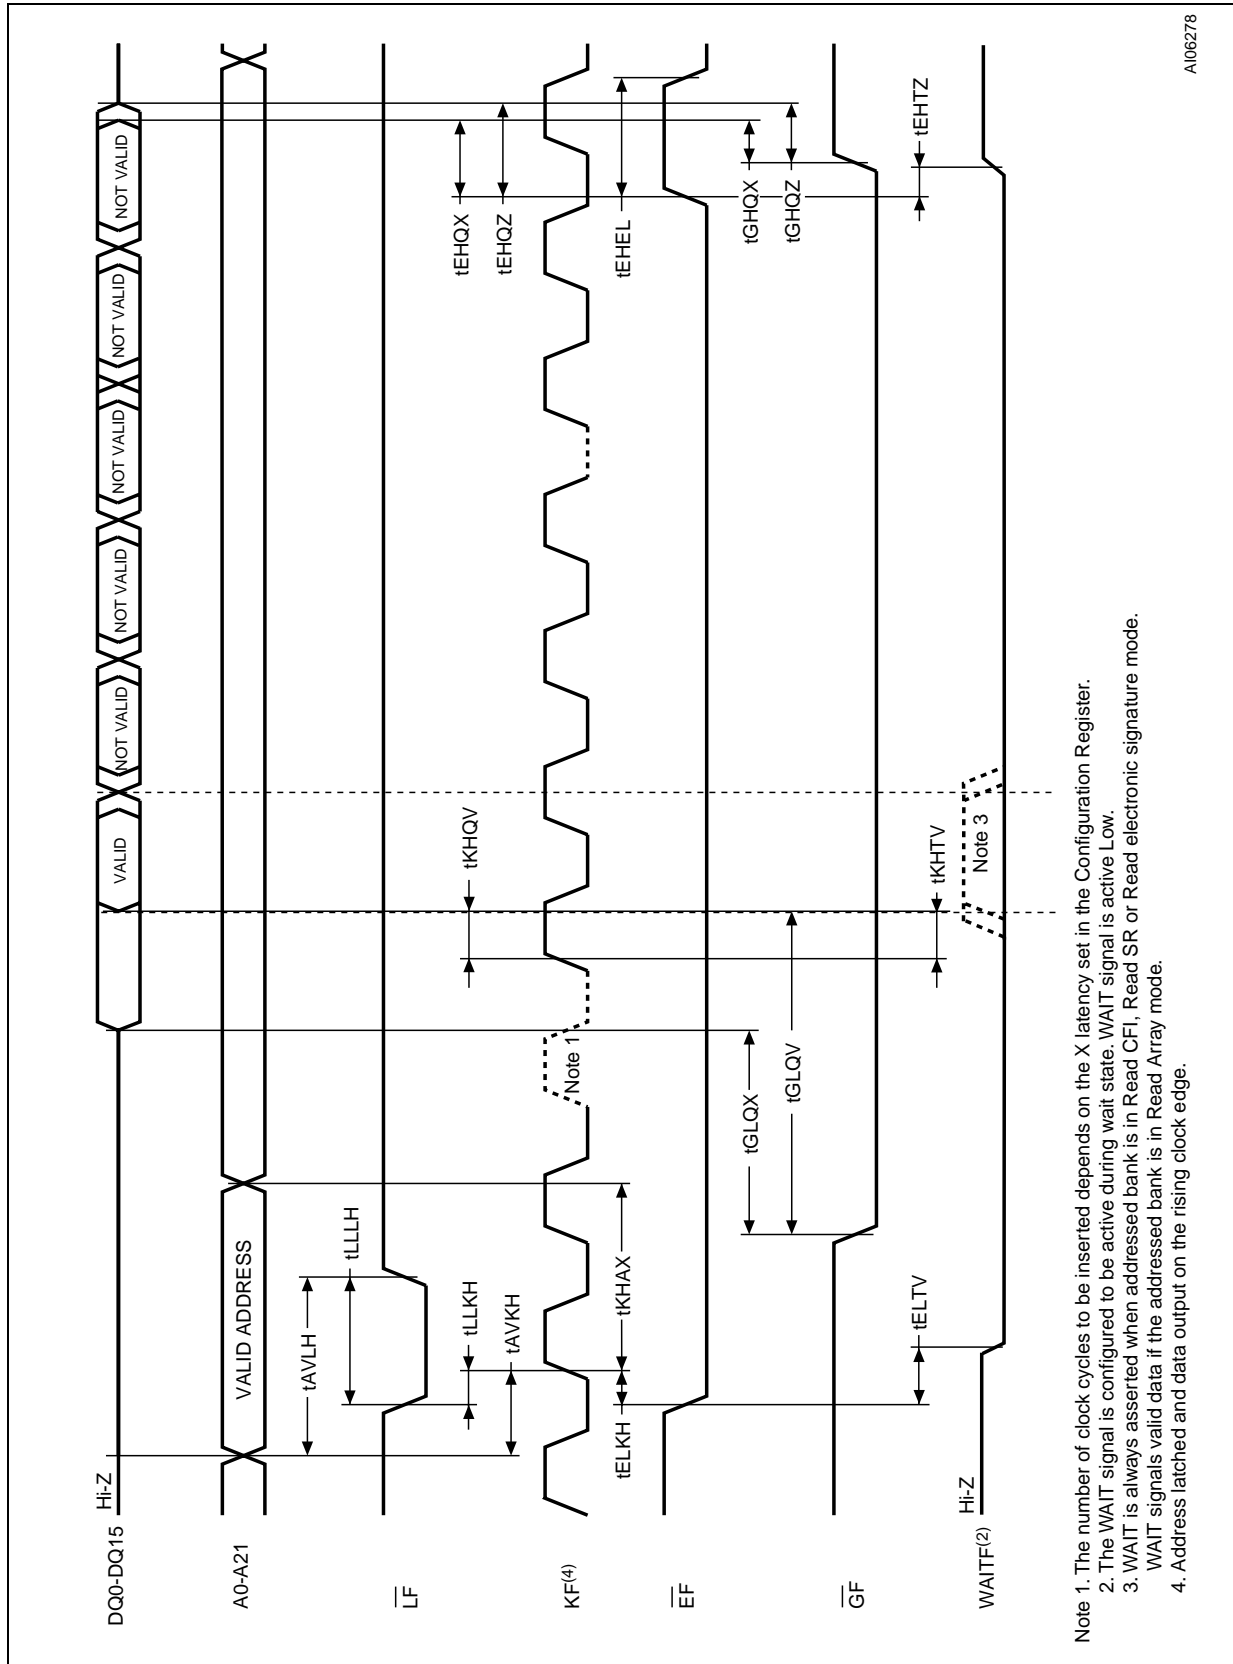 DQ0-DQ15
Hi-Z
VALID
NOT VALID
NOT VALID
NOT VALID
NOT VALID
NOT VALID
A0-A21
VALID ADDRESS
tAVLH
LF
tLLLH
tLLKH
tKHQV
tEHQX
tAVKH
tEHQZ
KF(4)
Note 1
tELKH
tKHAX
tEHEL
EF
tGLQX
tGHQX
tGLQV
tGHQZ
GF
tELTV
tEHTZ
tKHTV
WAITF(2)
Hi-Z
Note 3
Note 1. The number of clock cycles to be inserted depends on the X latency set in the Configuration Register.
2. The WAIT signal is configured to be active during wait state. WAIT signal is active Low.
3. WAIT is always asserted when addressed bank is in Read CFI, Read SR or Read electronic signature mode.
WAIT signals valid data if the addressed bank is in Read Array mode.
4. Address latched and data output on the rising clock edge.
AI06278